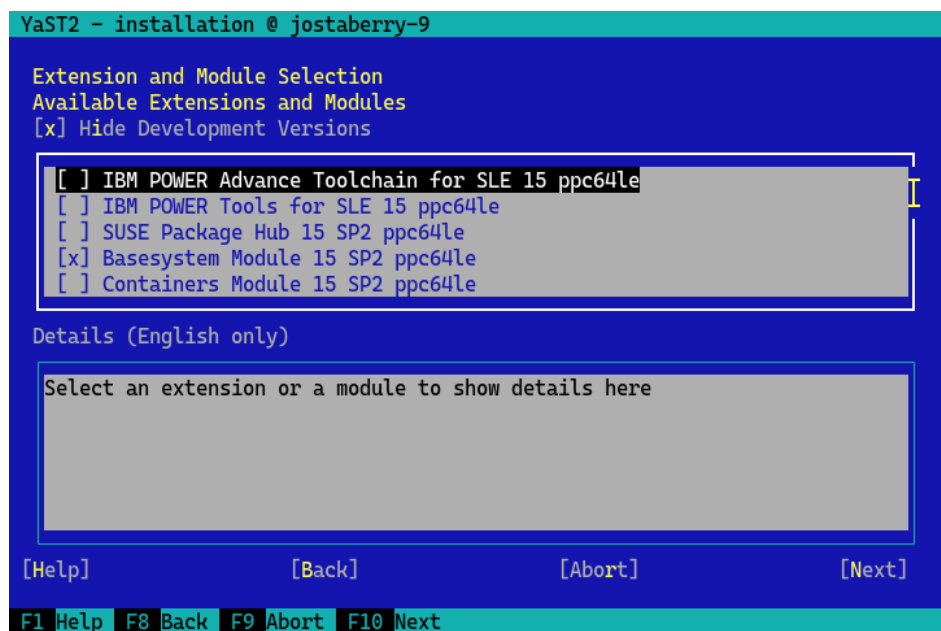 YaST2 - installation @ jostaberry-9
Extension and Module Selection
Available Extensions and Modules
[x] Hide Development Versions
[ ] IBM POWER Advance Toolchain for SLE 15 ppc64le
[ ] IBM POWER Tools for SLE 15 ppc64le
[ ] SUSE Package Hub 15 SP2 ppc64le
[x] Basesystem Module 15 SP2 ppc64le
[ ] Containers Module 15 SP2 ppc64le
Details (English only)
Select an extension or a module to show details here
[Help] [Back] [Abort] [Next]
F1 Help F8 Back F9 Abort F10 Next